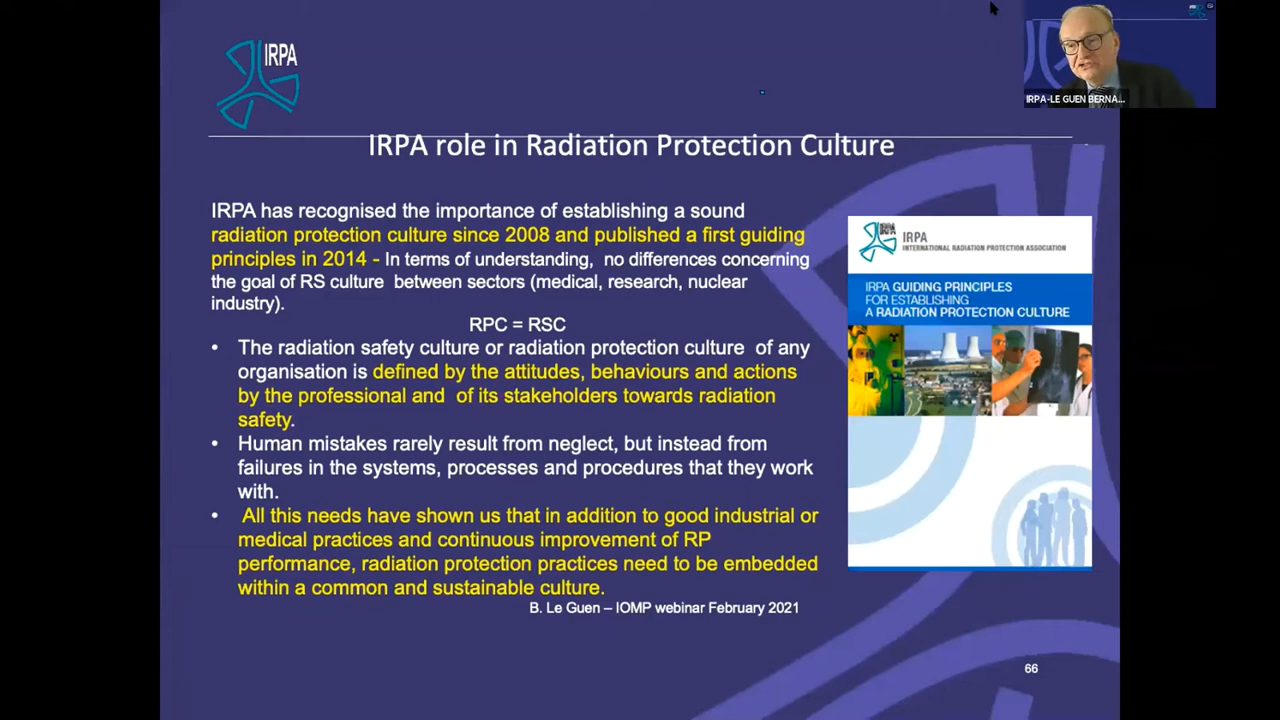 IRPA
IRPA-LE GUEN BERNA...
IRPA role in Radiation Protection Culture
IRPA has recognised the importance of establishing a sound
radiation protection culture since 2008 and published a first guiding
principles in 2014 - In terms of understanding, no differences concerning
the goal of RS culture between sectors (medical, research, nuclear
industry).
RPC = RSC
• The radiation safety culture or radiation protection culture of any
organisation is defined by the attitudes, behaviours and actions
by the professional and of its stakeholders towards radiation
safety.
• Human mistakes rarely result from neglect, but instead from
failures in the systems, processes and procedures that they work
with.
• All this needs have shown us that in addition to good industrial or
medical practices and continuous improvement of RP
performance, radiation protection practices need to be embedded
within a common and sustainable culture.
B. Le Guen – IOMP webinar February 2021
IRPA
INTERNATIONAL RADIATION PROTECTION ASSOCIATION
IRPA GUIDING PRINCIPLES
FOR ESTABLISHING
A RADIATION PROTECTION CULTURE
66